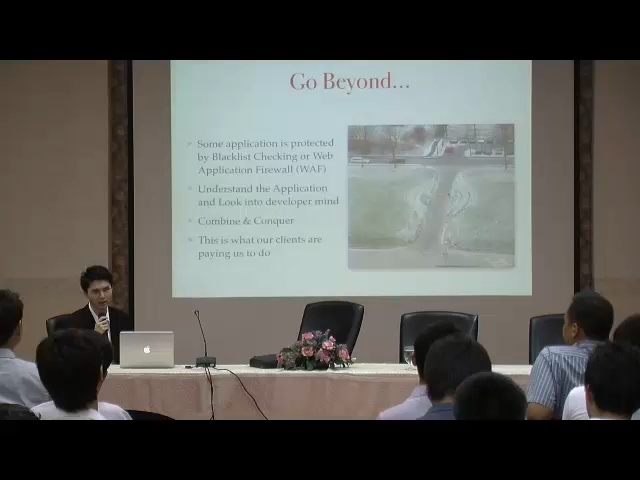 Go Beyond...
Some application is protected
by Blacklist Checking or Web
Application Firewall (WAF)
Understand the Application
and Look into developer mind
Combine & Conquer
This is what our clients are
paying us to do